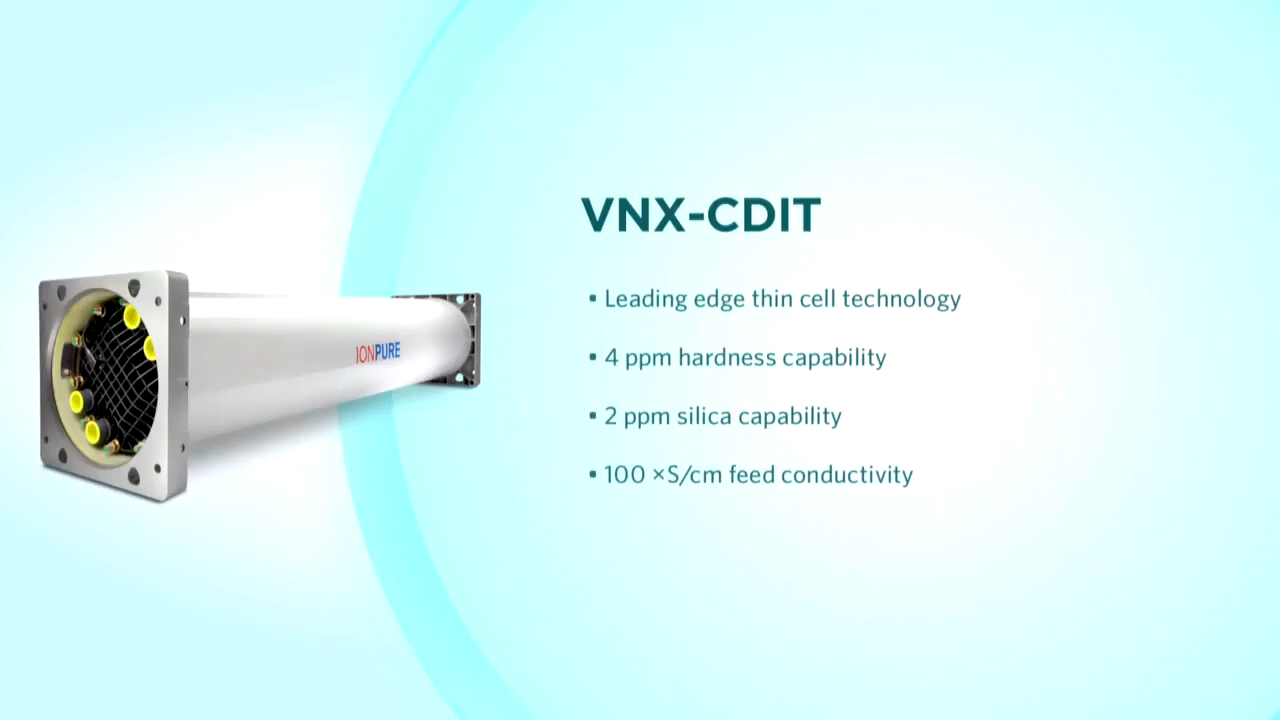 VNX-CDIT
▪ Leading edge thin cell technology
▪ 4 ppm hardness capability
▪ 2 ppm silica capability
▪ 100 ×S/cm feed conductivity
IONPURE